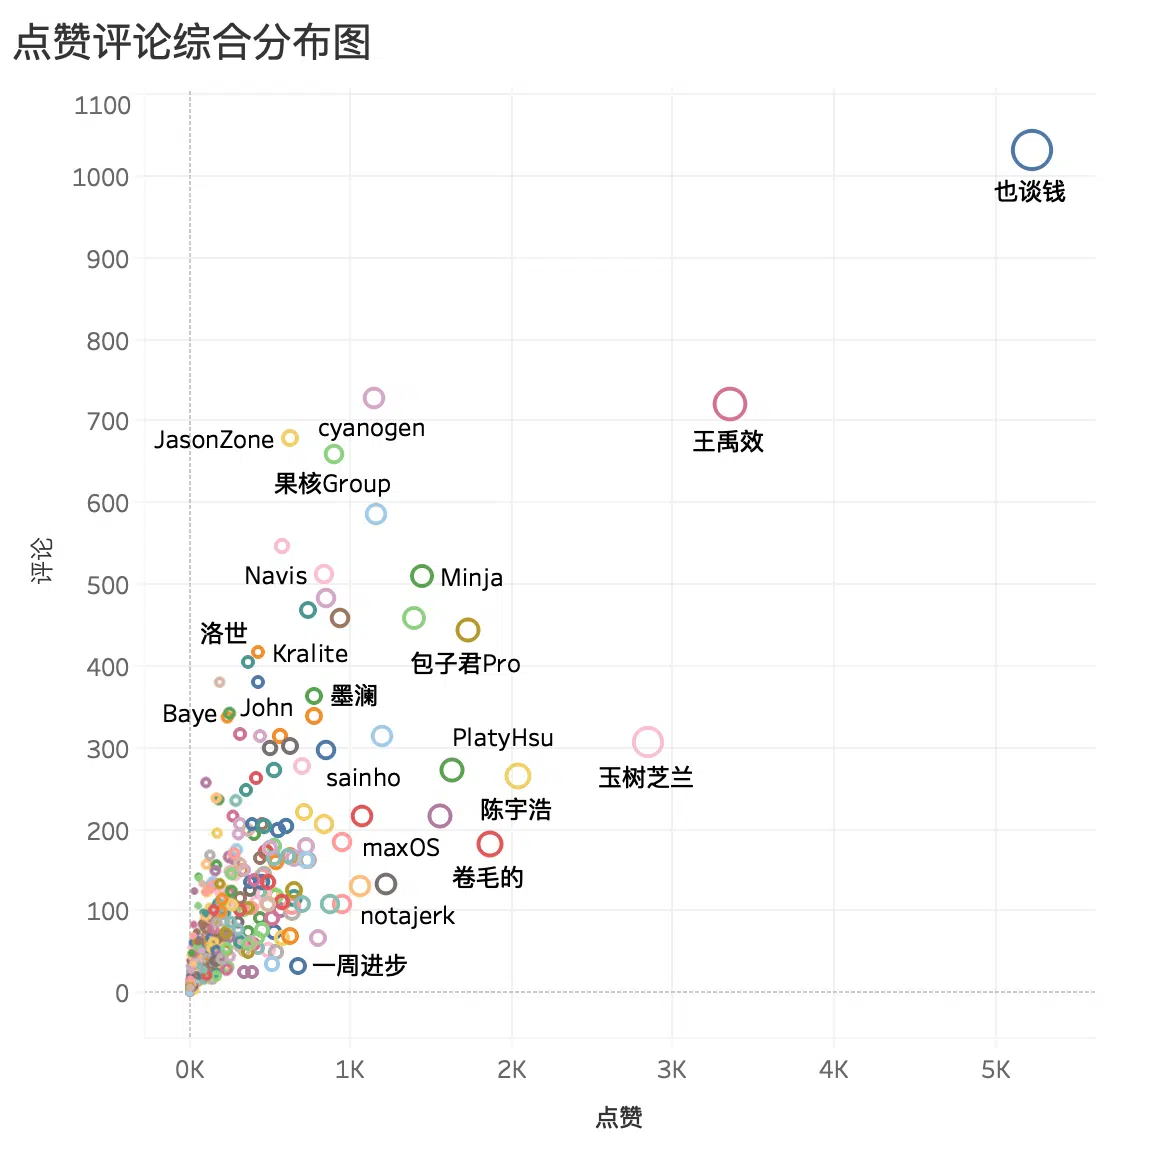 点赞评论综合分布图
1100
1000
也谈钱
900
800
700
cyanogen
JasonZone
王禹效
果核Group
600
评论
Navis
Minja
500
洛世
Kralite
包子君Pro
400
墨澜
Baye
John
300
PlatyHsu
sainho
玉树芝兰
陈宇浩
200
maxOS
卷毛的
100
notajerk
一周进步
0
0K 1K 2K 3K 4K 5K
点赞